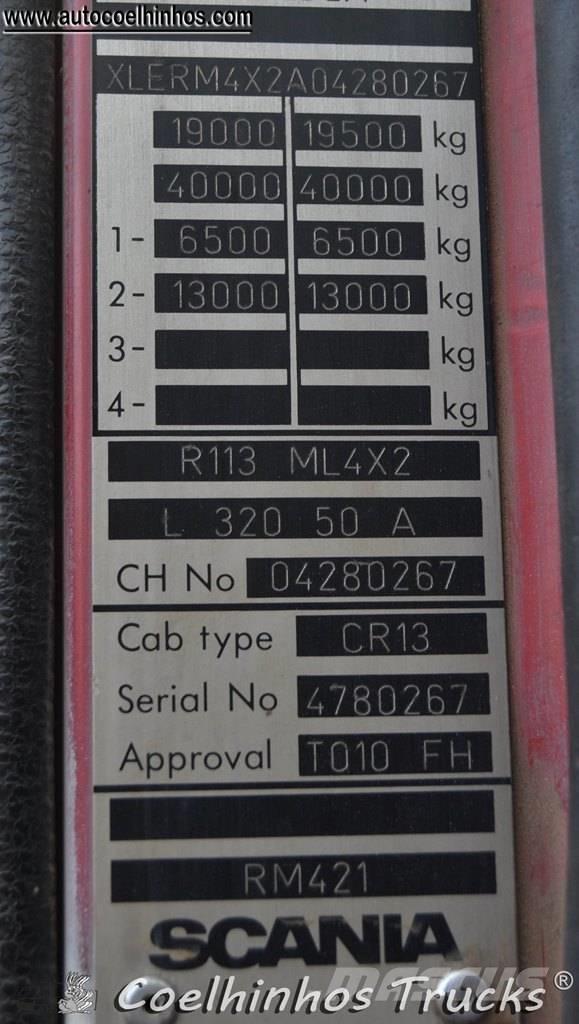 www.autocoelhinhos.com
XLERM4X2A04280267
19000 19500 kg
40000 40000 kg
1- 6500 6500 kg
2- 13000 13000 kg
3- kg
4- kg
R113 ML4X2
L 320 50 A
CH No 04280267
Cab type CR13
Serial No 4780267
Approval T010 FH
RM421
SCANIA
MASCUS
Coelhinhos Trucks®